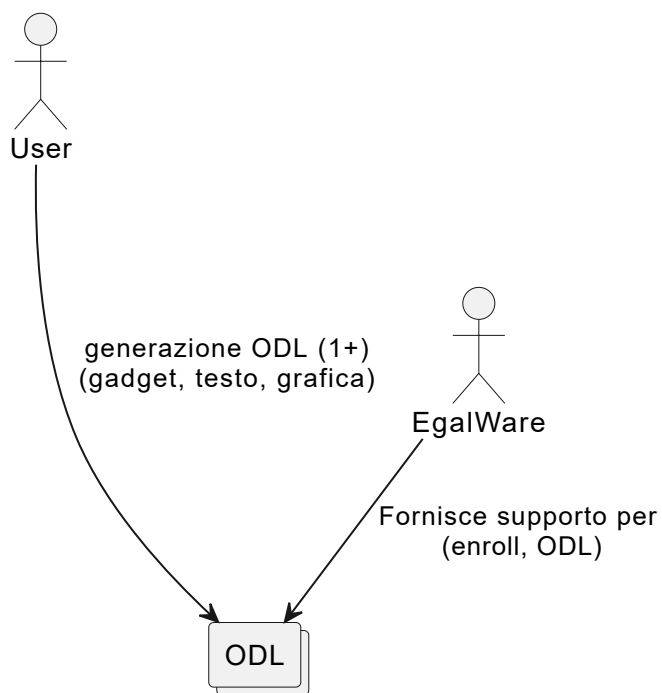 User
generazione ODL (1+)
(gadget, testo, grafica)
EgalWare
Fornisce supporto per
(enroll, ODL)
ODL